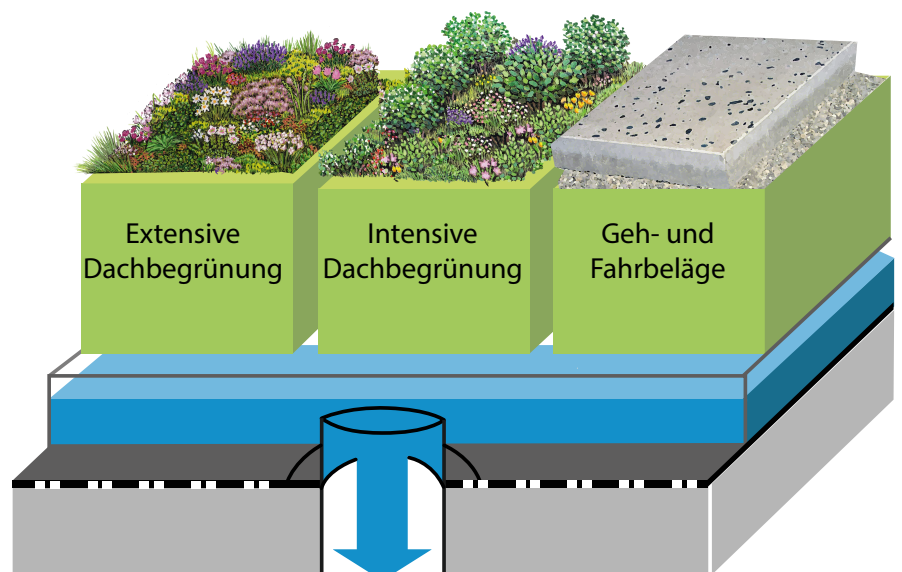 Extensive
Dachbegrünung
Intensive
Dachbegrünung
Geh- und
Fahrbeläge